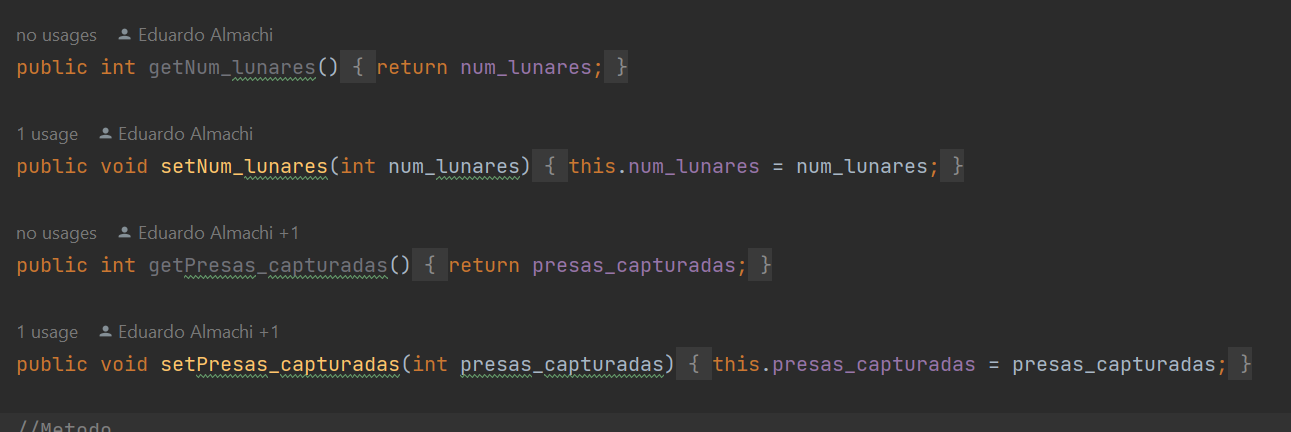 no usages Eduardo Almachi
public int getNum_lunares() { return num_lunares; }
1 usage Eduardo Almachi
public void setNum_lunares(int num_lunares) { this.num_lunares = num_lunares; }
no usages Eduardo Almachi +1
public int getPresas_capturadas() { return presas_capturadas; }
1 usage Eduardo Almachi +1
public void setPresas_capturadas(int presas_capturadas) { this.presas_capturadas = presas_capturadas; }
//Metodo